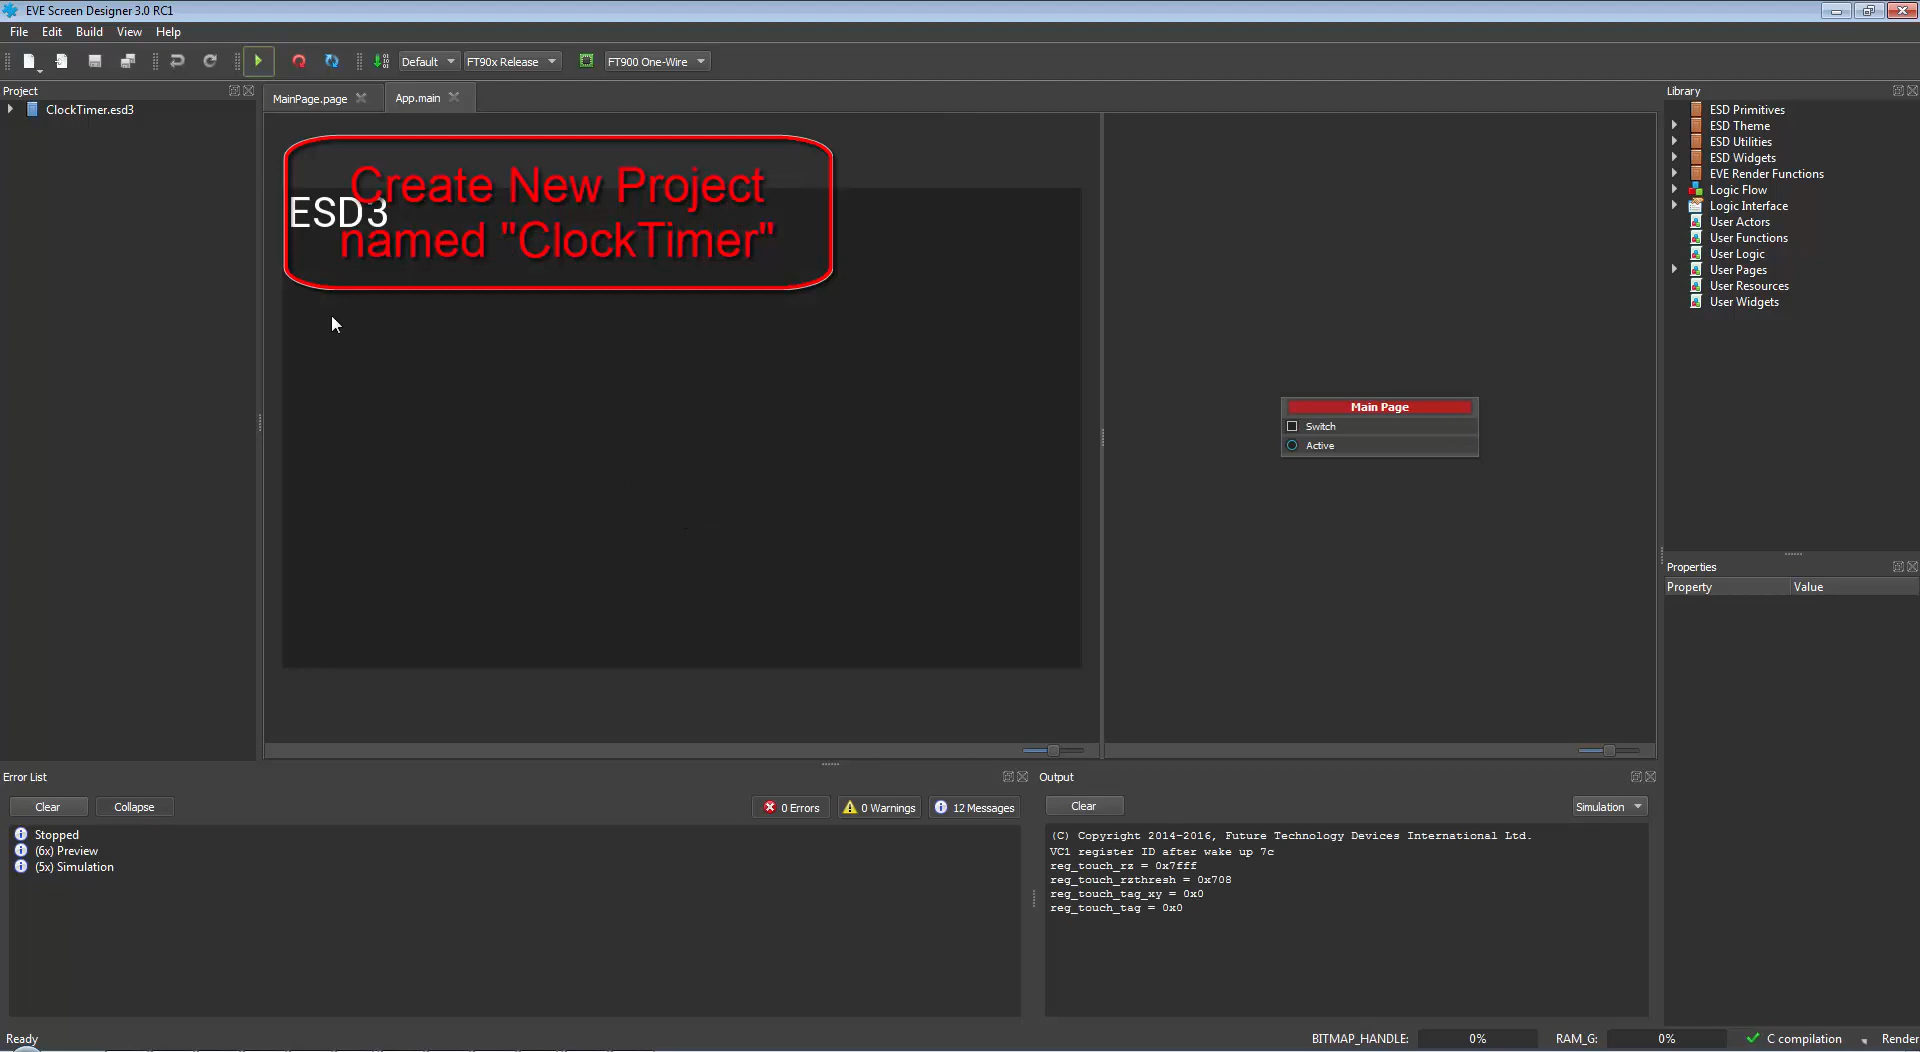 EVE Screen Designer 3.0 RC1
File Edit Build View Help
Default FT90x Release FT900 One-Wire
Project
ClockTimer.esd3
MainPage.page App.main
ESD3
Create New Project
named "ClockTimer"
Main Page
Switch
Active
Library
ESD Primitives
ESD Theme
ESD Utilities
ESD Widgets
EVE Render Functions
Logic Flow
Logic Interface
User Actors
User Functions
User Logic
User Pages
User Resources
User Widgets
Properties
Property Value
Error List
Clear Collapse 0 Errors 0 Warnings 12 Messages
Stopped
(6x) Preview
(5x) Simulation
Output
Clear Simulation
(C) Copyright 2014-2016, Future Technology Devices International Ltd.
VC1 register ID after wake up 7c
reg_touch_rz = 0x7fff
reg_touch_rzthresh = 0x708
reg_touch_tag_xy = 0x0
reg_touch_tag = 0x0
Ready
BITMAP_HANDLE: 0% RAM_G: 0% C compilation Render